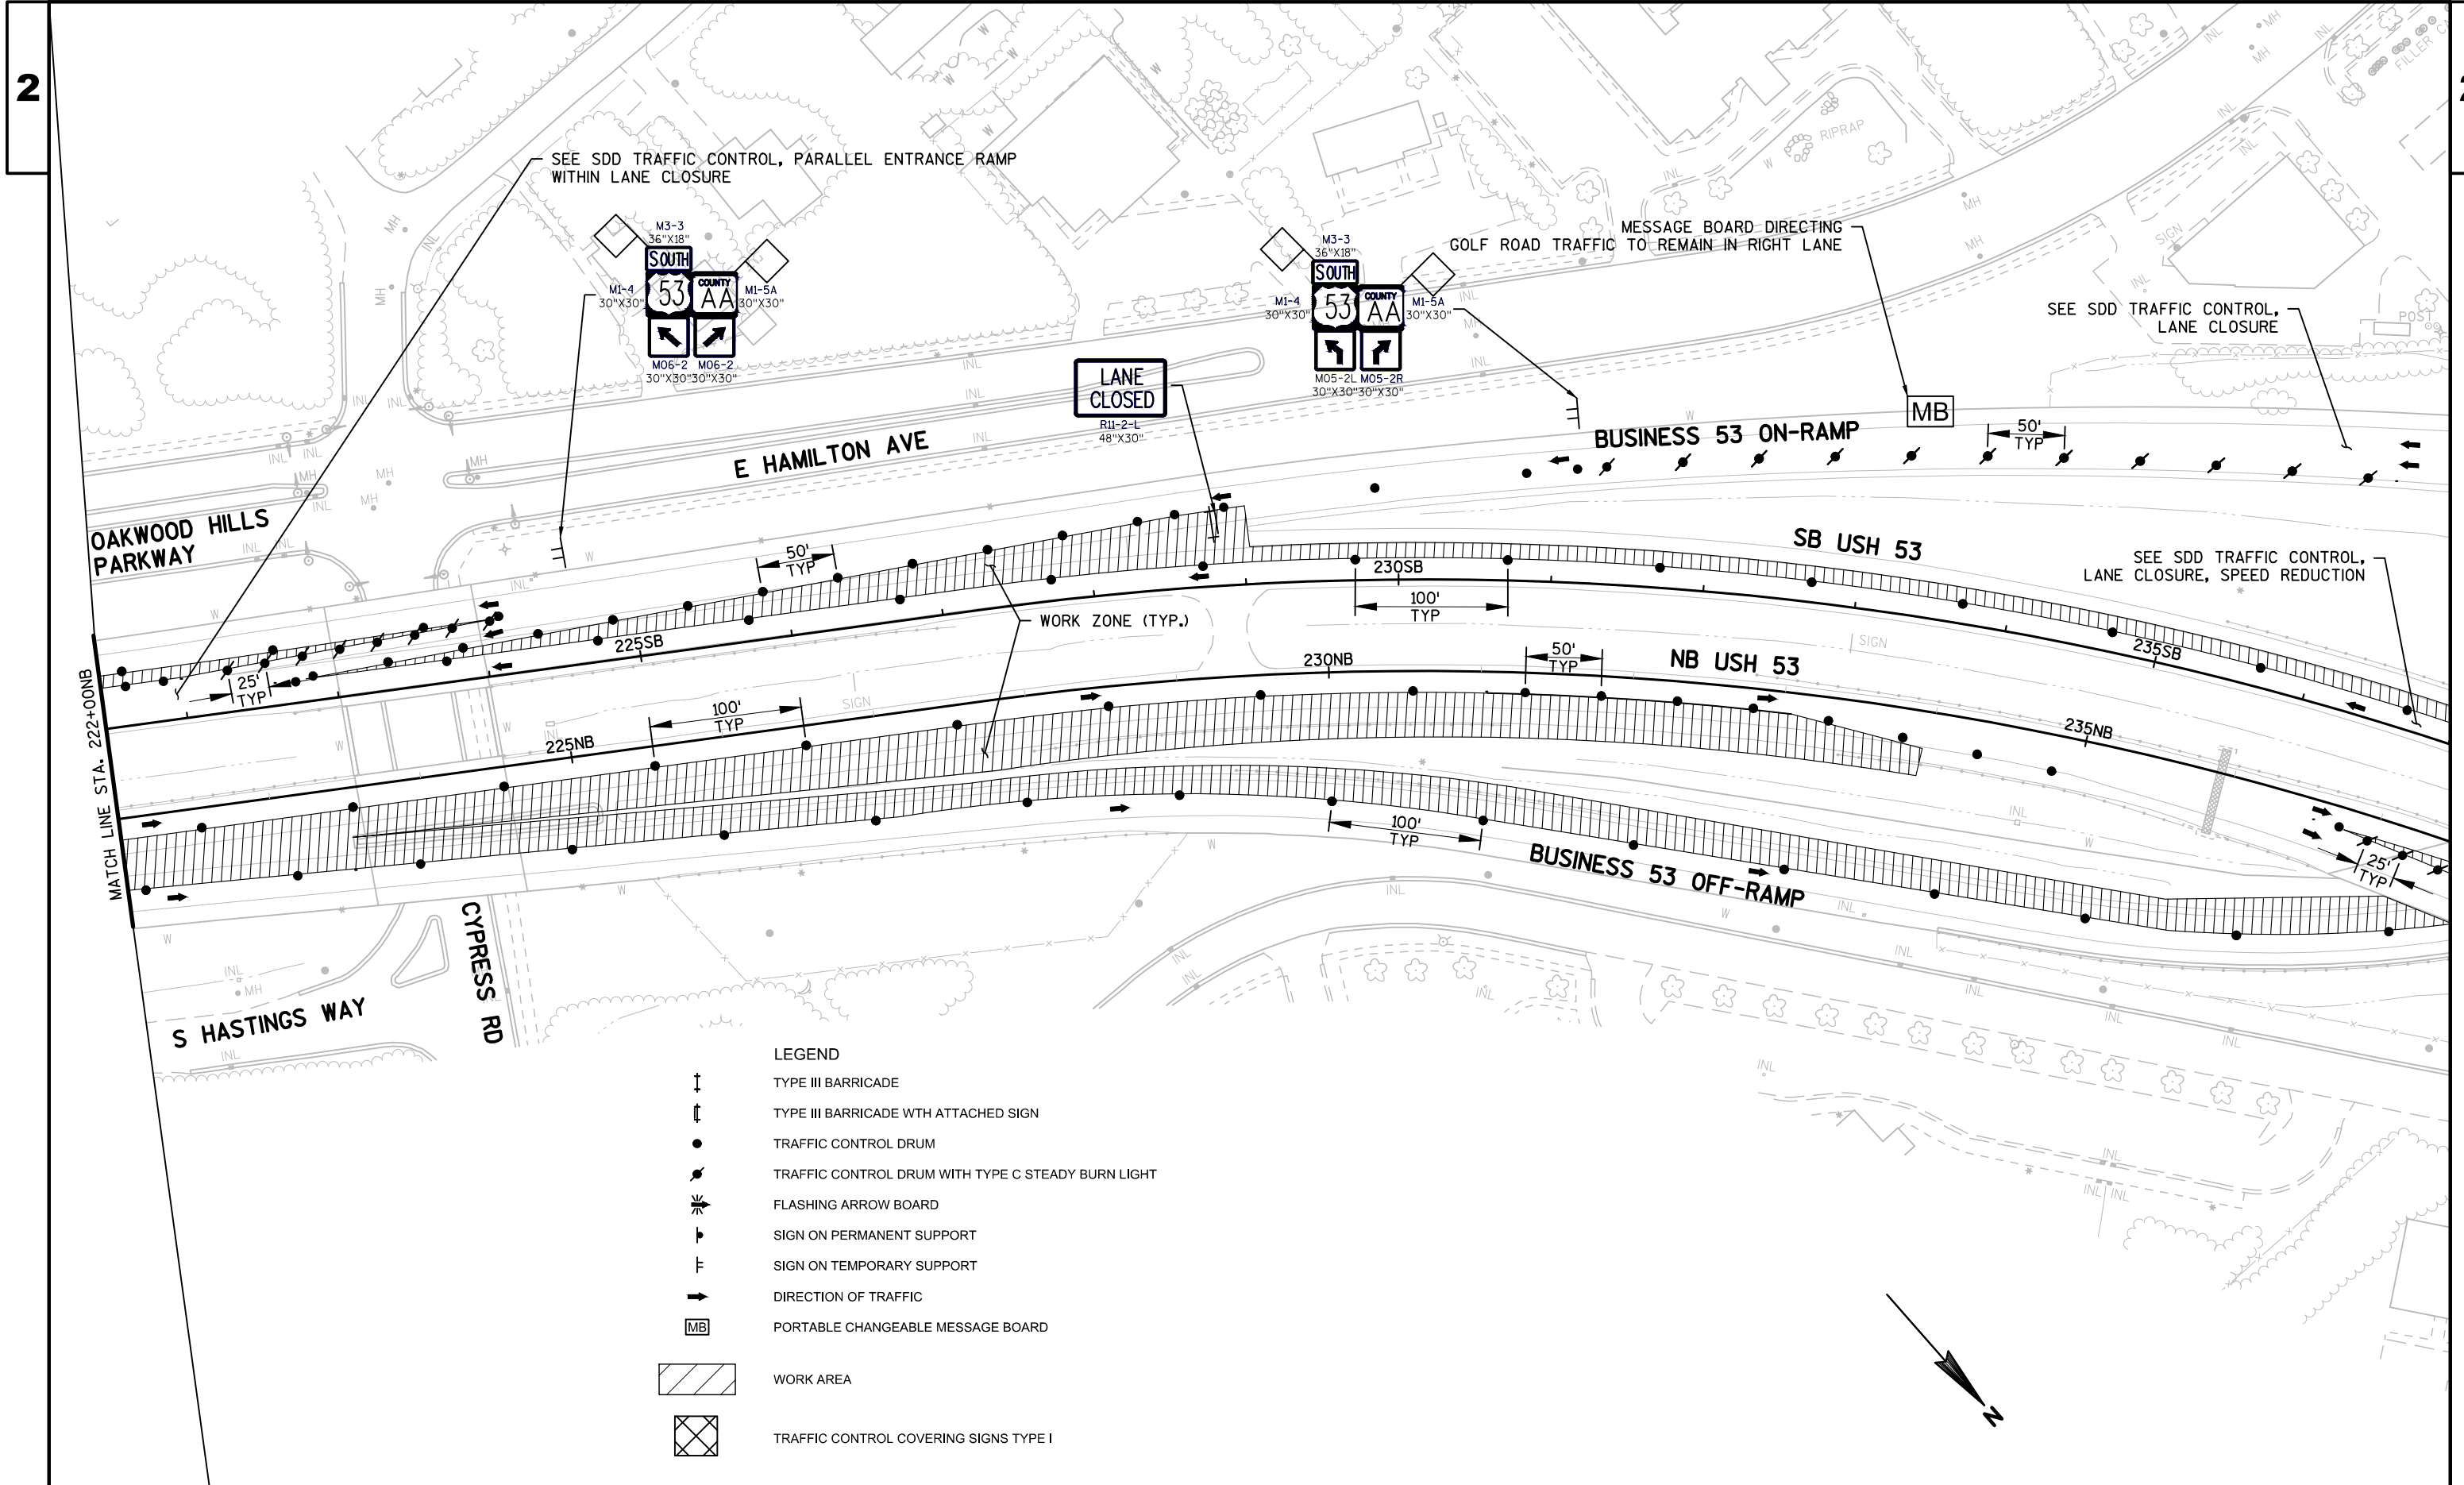 2
SEE SDD TRAFFIC CONTROL, PARALLEL ENTRANCE RAMP
WITHIN LANE CLOSURE
M3-3
36"X18"
SOUTH
M1-4
30"X30"
53
COUNTY
AA
M1-5A
30"X30"
M06-2
30"X30"
M06-2
30"X30"
M3-3
36"X18"
SOUTH
M1-4
30"X30"
53
COUNTY
AA
M1-5A
30"X30"
M05-2L
30"X30"
M05-2R
30"X30"
MESSAGE BOARD DIRECTING
GOLF ROAD TRAFFIC TO REMAIN IN RIGHT LANE
SEE SDD TRAFFIC CONTROL,
LANE CLOSURE
RIPRAP
SIGN
POST
LANE
CLOSED
R11-2-L
48"X30"
MB
BUSINESS 53 ON-RAMP
50'
TYP
E HAMILTON AVE
OAKWOOD HILLS
PARKWAY
50'
TYP
SB USH 53
SEE SDD TRAFFIC CONTROL,
LANE CLOSURE, SPEED REDUCTION
230SB
100'
TYP
WORK ZONE (TYP.)
225SB
235SB
25'
TYP
SIGN
230NB
50'
TYP
NB USH 53
100'
TYP
SIGN
225NB
235NB
MATCH LINE STA. 222+00NB
100'
TYP
BUSINESS 53 OFF-RAMP
25'
TYP
CYPRESS RD
S HASTINGS WAY
MH
INL
LEGEND
TYPE III BARRICADE
TYPE III BARRICADE WTH ATTACHED SIGN
TRAFFIC CONTROL DRUM
TRAFFIC CONTROL DRUM WITH TYPE C STEADY BURN LIGHT
FLASHING ARROW BOARD
SIGN ON PERMANENT SUPPORT
SIGN ON TEMPORARY SUPPORT
DIRECTION OF TRAFFIC
MB
PORTABLE CHANGEABLE MESSAGE BOARD
WORK AREA
TRAFFIC CONTROL COVERING SIGNS TYPE I
N